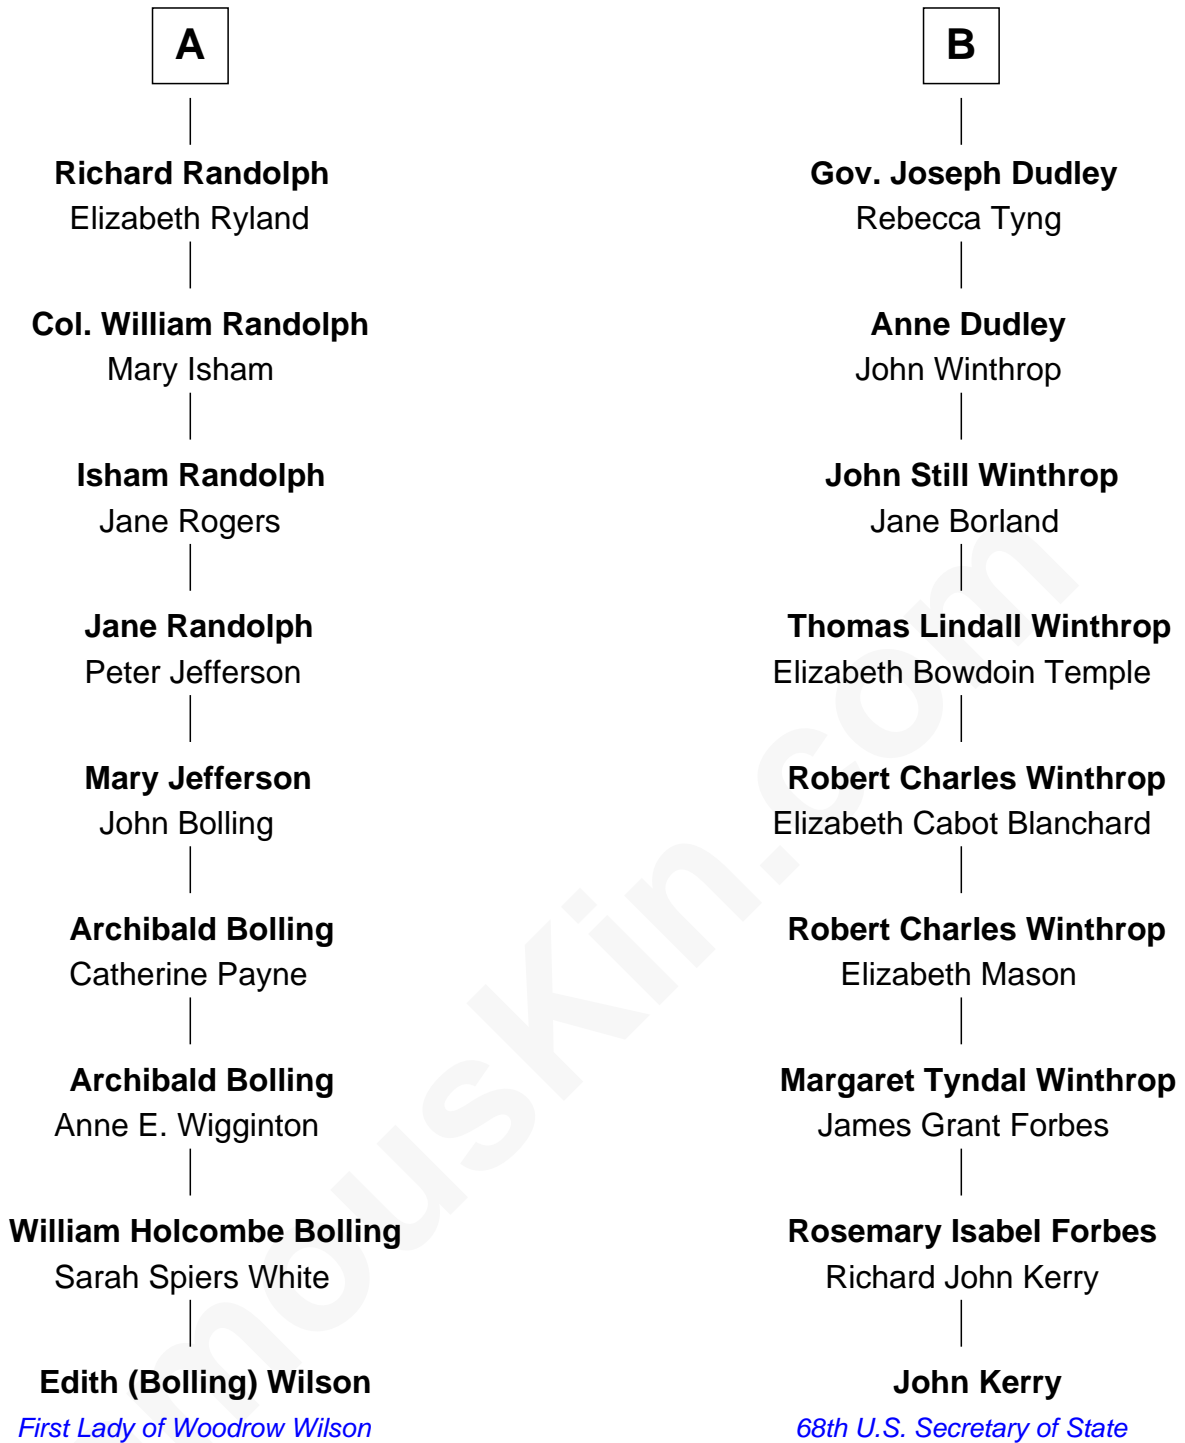 A
B
Richard Randolph
Elizabeth Ryland
Gov. Joseph Dudley
Rebecca Tyng
Col. William Randolph
Mary Isham
Anne Dudley
John Winthrop
Isham Randolph
Jane Rogers
John Still Winthrop
Jane Borland
Jane Randolph
Peter Jefferson
Thomas Lindall Winthrop
Elizabeth Bowdoin Temple
Mary Jefferson
John Bolling
Robert Charles Winthrop
Elizabeth Cabot Blanchard
Archibald Bolling
Catherine Payne
Robert Charles Winthrop
Elizabeth Mason
Archibald Bolling
Anne E. Wigginton
Margaret Tyndal Winthrop
James Grant Forbes
William Holcombe Bolling
Sarah Spiers White
Rosemary Isabel Forbes
Richard John Kerry
Edith (Bolling) Wilson
First Lady of Woodrow Wilson
John Kerry
68th U.S. Secretary of State
mousKin.com